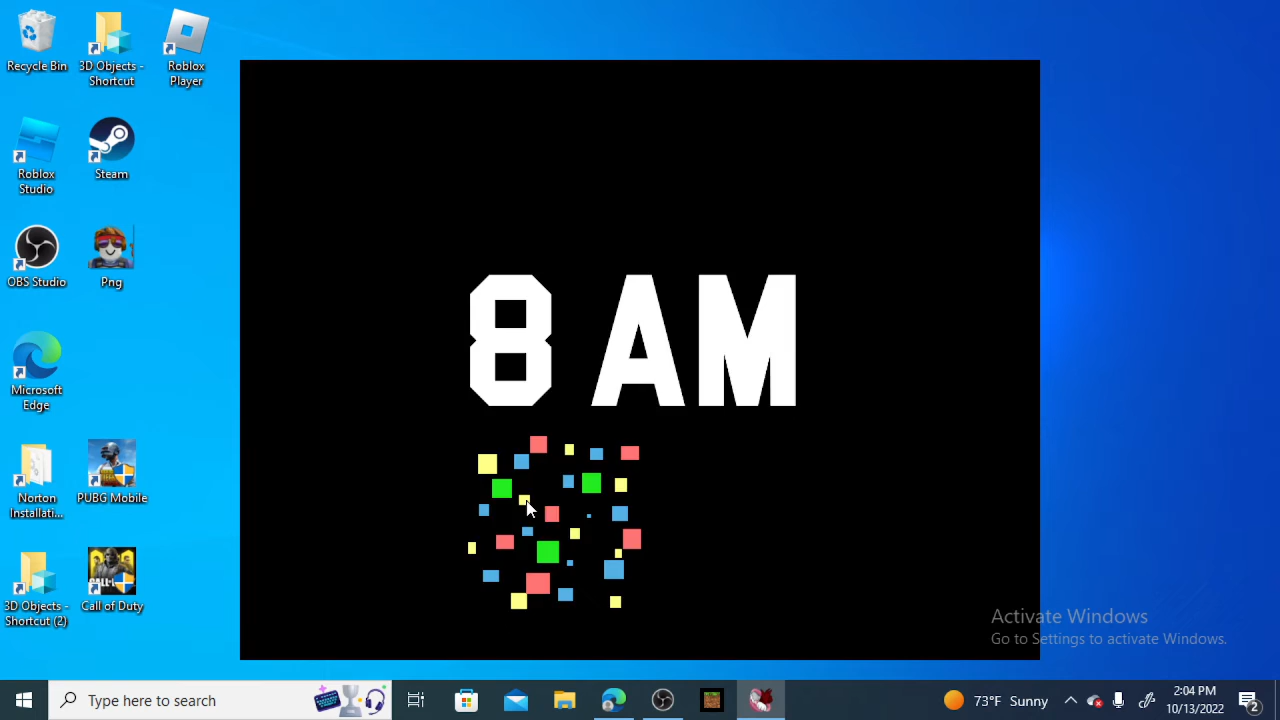 Recycle Bin
3D Objects -
Shortcut
Roblox
Player
Roblox
Studio
Steam
OBS Studio
Png
Microsoft
Edge
Norton
Installati...
PUBG Mobile
3D Objects -
Shortcut (2)
Call of Duty
8 AM
Activate Windows
Go to Settings to activate Windows.
Type here to search
73°F Sunny
2:04 PM
10/13/2022
2